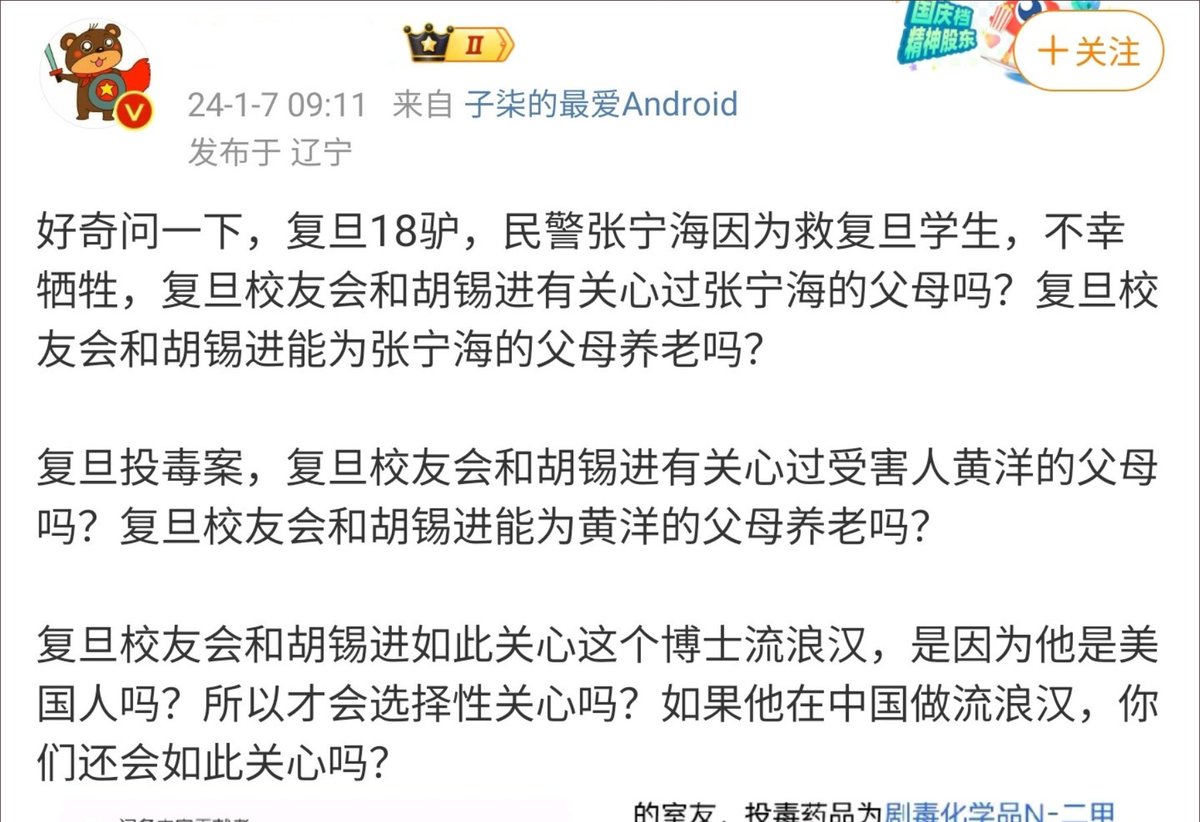 国庆档
精神股东
II
+关注
24-1-7 09:11 来自 子柒的最爱Android
发布于 辽宁
好奇问一下，复旦18驴，民警张宁海因为救复旦学生，不幸
牺牲，复旦校友会和胡锡进有关心过张宁海的父母吗？复旦校
友会和胡锡进能为张宁海的父母养老吗？
复旦投毒案，复旦校友会和胡锡进有关心过受害人黄洋的父母
吗？复旦校友会和胡锡进能为黄洋的父母养老吗？
复旦校友会和胡锡进如此关心这个博士流浪汉，是因为他是美
国人吗？所以才会选择性关心吗？如果他在中国做流浪汉，你
们还会如此关心吗？
的室友，投毒药品为剧毒化学品N-二甲